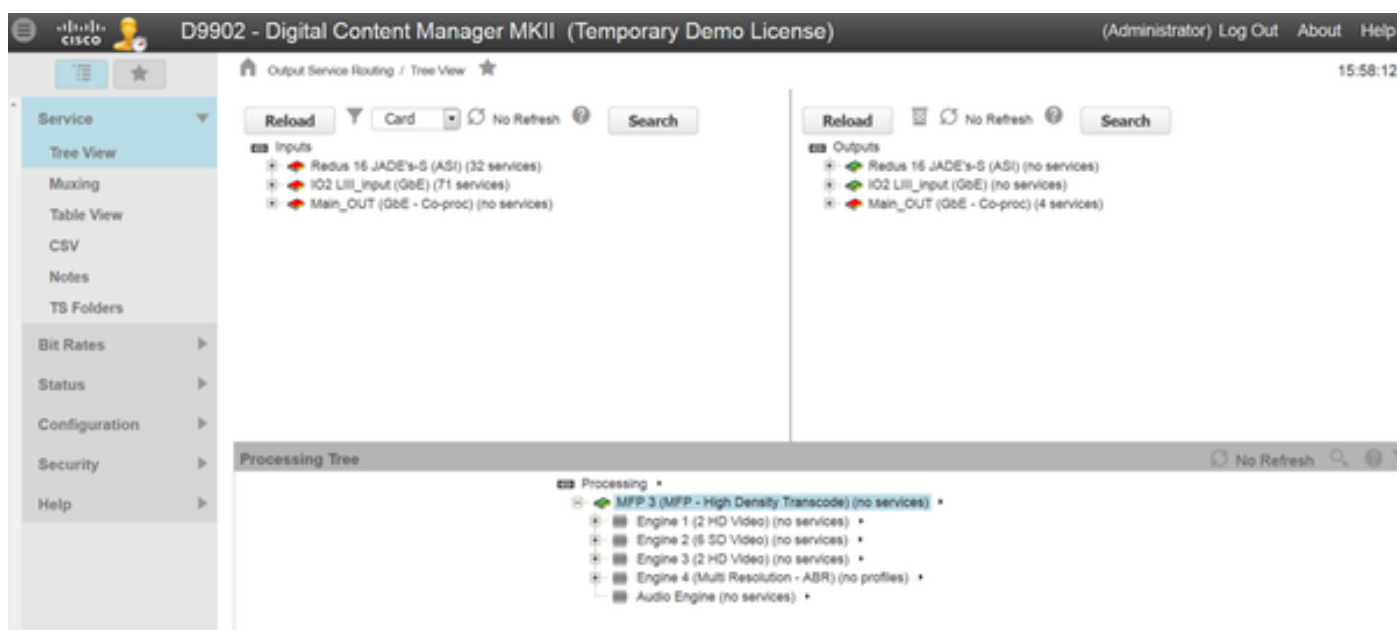 CISCO D9902 - Digital Content Manager MKII (Temporary Demo License) (Administrator) Log Out About Help
Output Service Routing / Tree View 15:58:12
Service
Tree View
Muxing
Table View
CSV
Notes
TS Folders
Bit Rates
Status
Configuration
Security
Help
Reload Card No Refresh Search
Inputs
Redus 16 JADE's-S (ASI) (32 services)
IO2 LIII_input (GbE) (71 services)
Main_OUT (GbE - Co-proc) (no services)
Reload No Refresh Search
Outputs
Redus 16 JADE's-S (ASI) (no services)
IO2 LIII_input (GbE) (no services)
Main_OUT (GbE - Co-proc) (4 services)
Processing Tree No Refresh
Processing
MFP 3 (MFP - High Density Transcode) (no services)
Engine 1 (2 HD Video) (no services)
Engine 2 (6 SD Video) (no services)
Engine 3 (2 HD Video) (no services)
Engine 4 (Multi Resolution - ABR) (no profiles)
Audio Engine (no services)